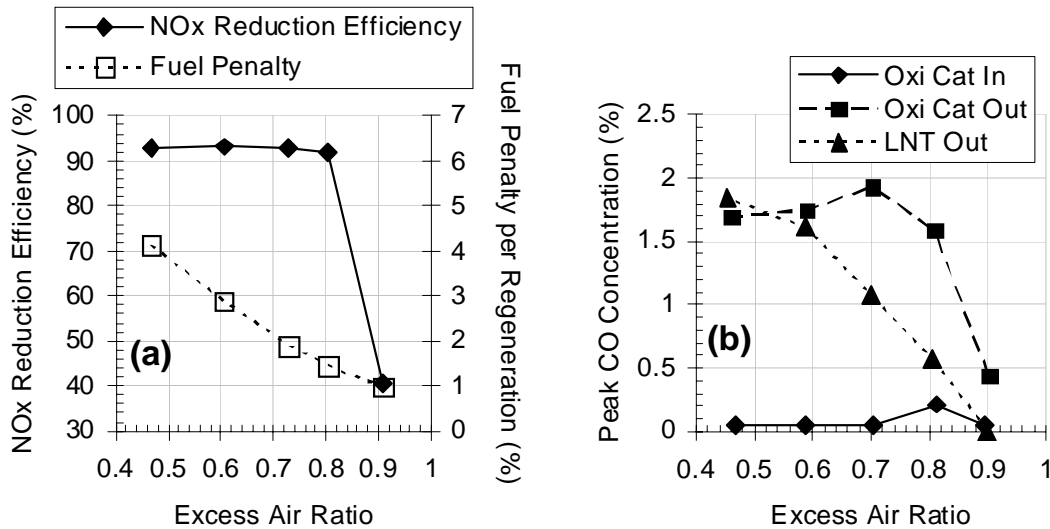 NOx Reduction Efficiency
Fuel Penalty
NOx Reduction Efficiency (%)
100
90
80
70
60
50
40
30
0.4 0.5 0.6 0.7 0.8 0.9 1
Excess Air Ratio
7
6
5
4
3
2
1
0
Fuel Penalty per Regeneration (%)
(a)
Oxi Cat In
Oxi Cat Out
LNT Out
Peak CO Concentration (%)
2.5
2
1.5
1
0.5
0
0.4 0.5 0.6 0.7 0.8 0.9 1
Excess Air Ratio
(b)